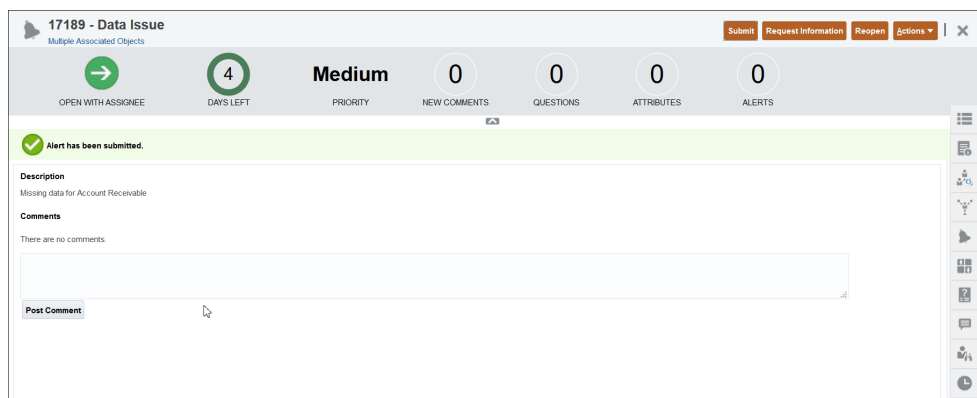 17189 - Data Issue
Multiple Associated Objects
Submit Request Information Reopen Actions
4 Medium 0 0 0 0
OPEN WITH ASSIGNEE DAYS LEFT PRIORITY NEW COMMENTS QUESTIONS ATTRIBUTES ALERTS
Alert has been submitted.
Description
Missing data for Account Receivable
Comments
There are no comments.
Post Comment